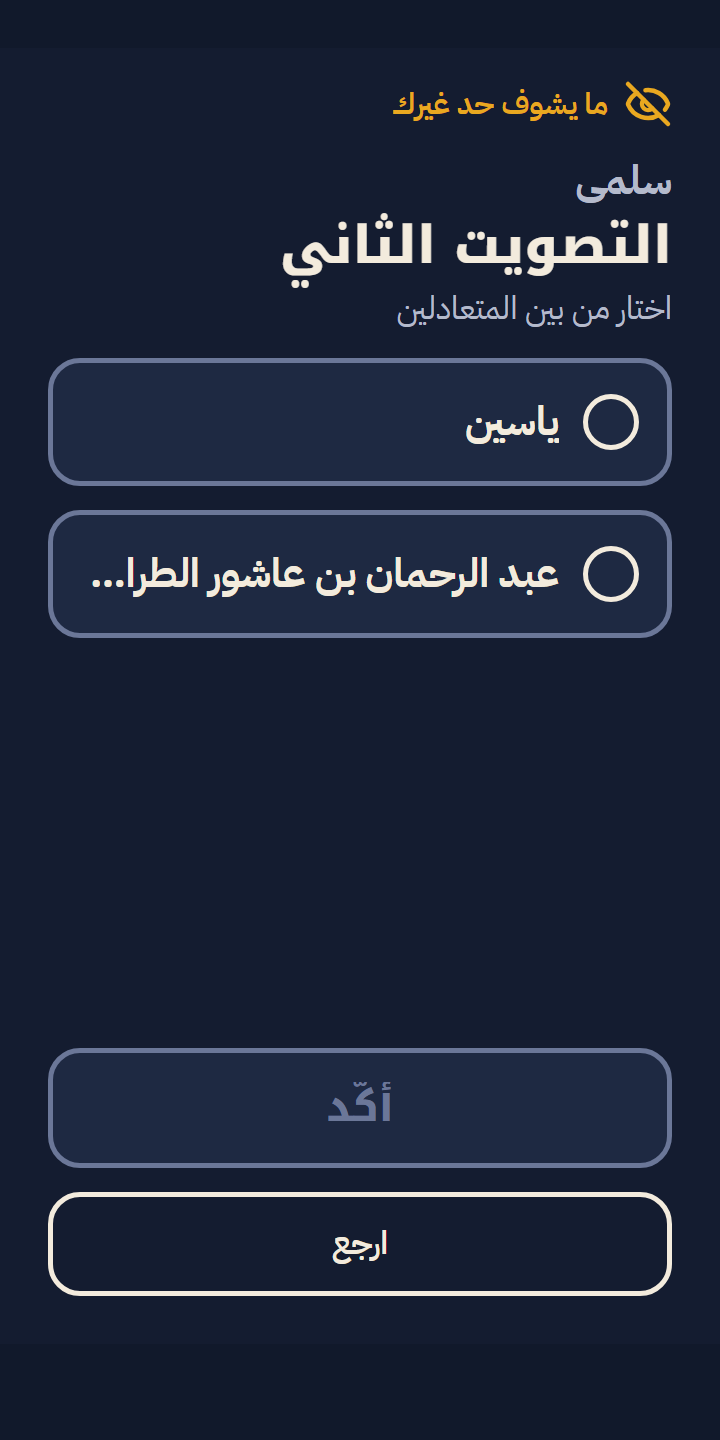 ما يشوف حد غيرك
سلمى
التصويت الثاني
اختار من بين المتعادلين
ياسين
عبد الرحمان بن عاشور الطرا...
أكّد
ارجع